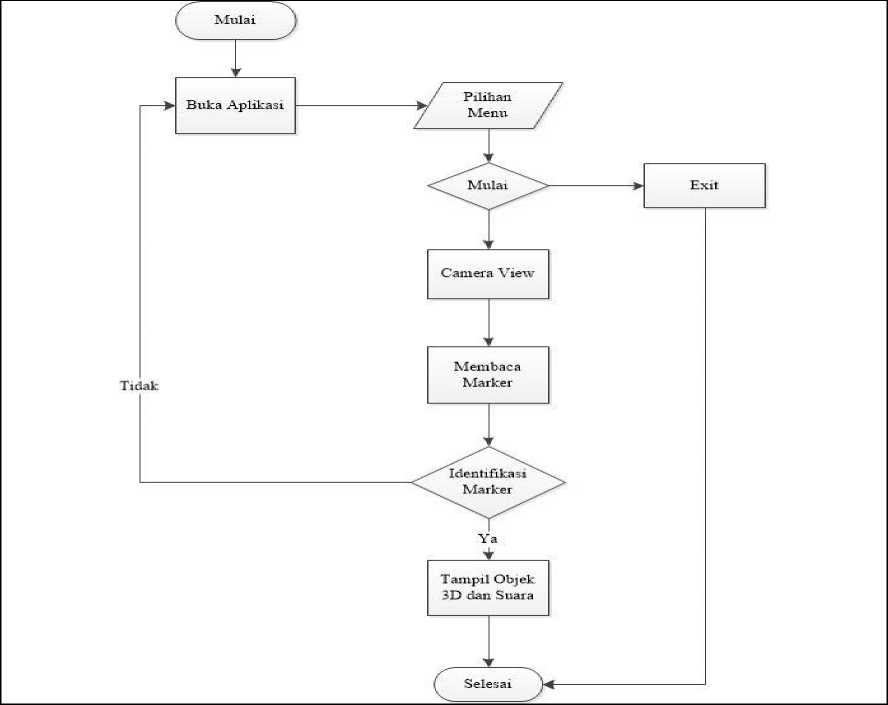 Mulai
Buka Aplikasi
Pilihan
Menu
Mulai
Exit
Camera View
Membaca
Marker
Tidak
Identifikasi
Marker
Ya
Tampil Objek
3D dan Suara
Selesai